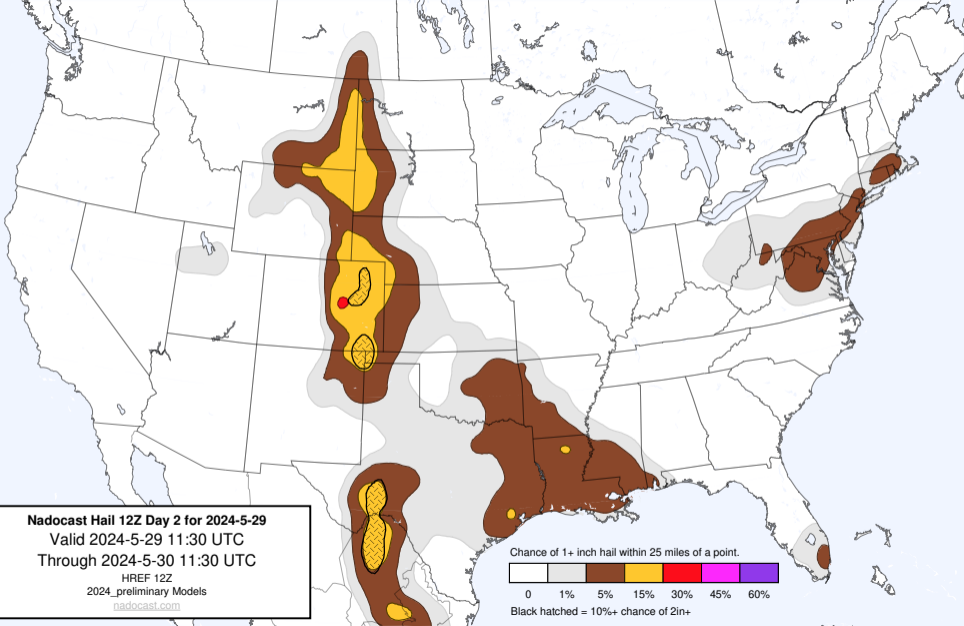 Nadocast Hail 12Z Day 2 for 2024-5-29
Valid 2024-5-29 11:30 UTC
Through 2024-5-30 11:30 UTC
HREF 12Z
2024_preliminary Models
nadocast.com
Chance of 1+ inch hail within 25 miles of a point.
0 1% 5% 15% 30% 45% 60%
Black hatched = 10%+ chance of 2in+